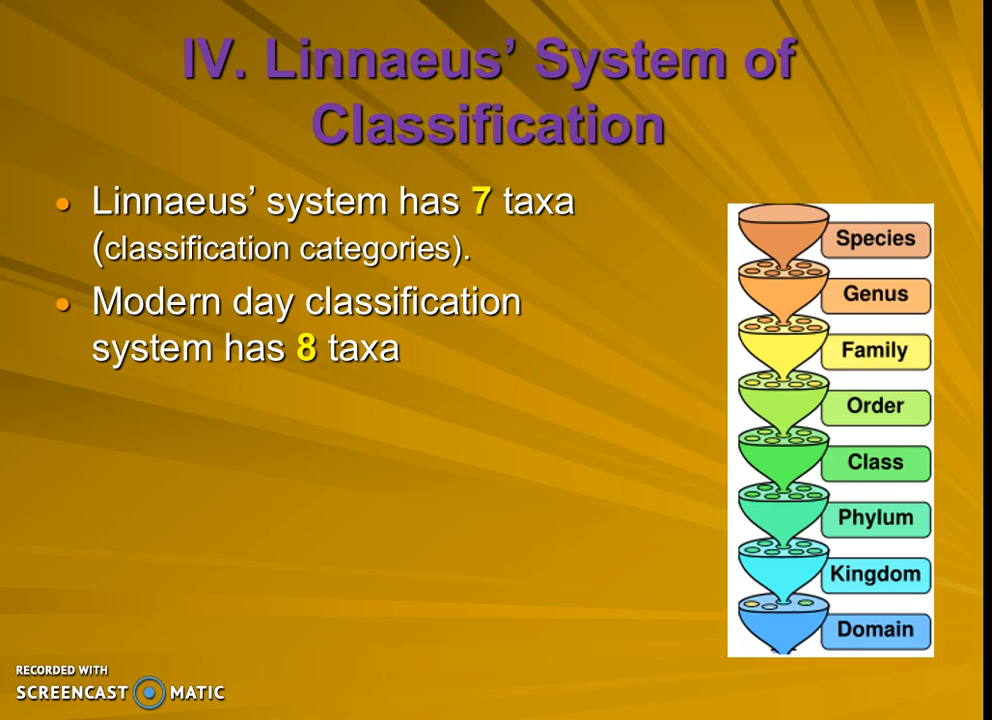 IV. Linnaeus’ System of
Classification
• Linnaeus’ system has 7 taxa
(classification categories).
• Modern day classification
system has 8 taxa
Species
Genus
Family
Order
Class
Phylum
Kingdom
Domain
RECORDED WITH
SCREENCAST MATIC